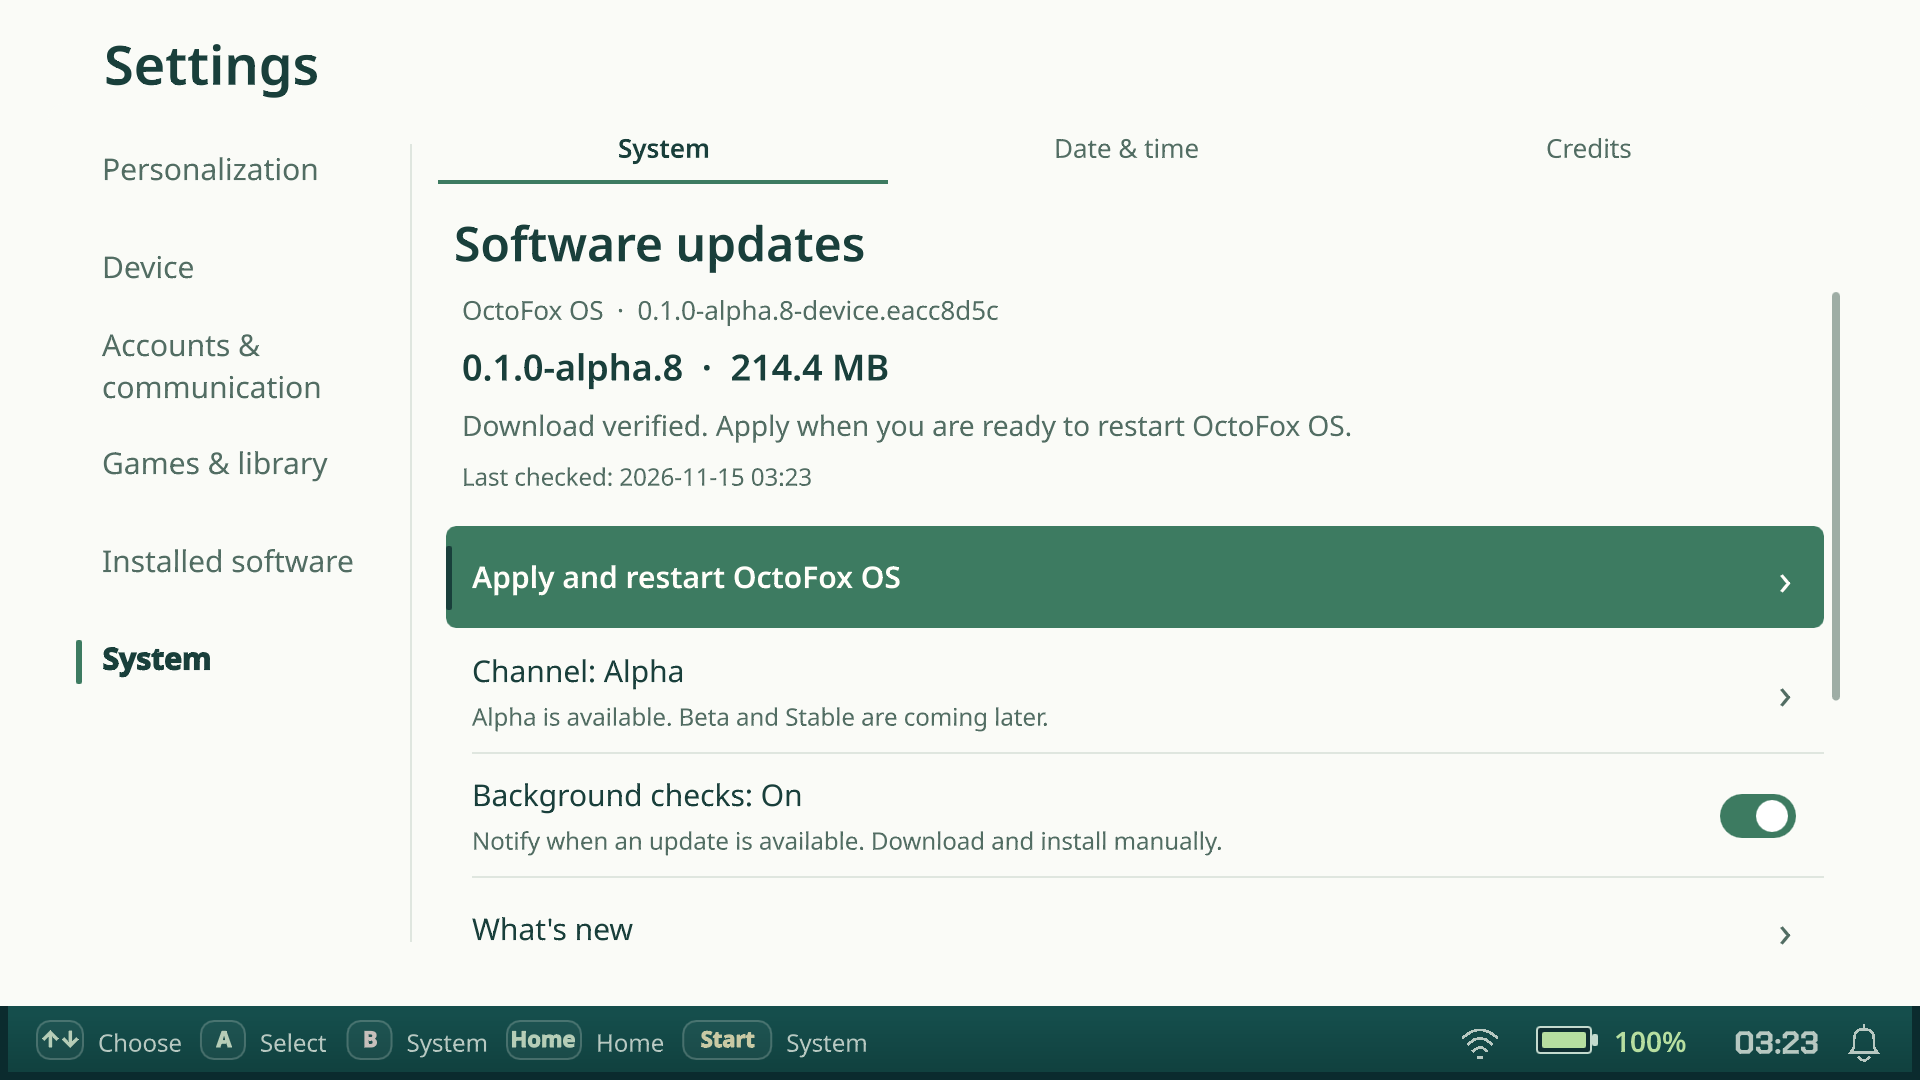 Settings
Personalization
Device
Accounts &
communication
Games & library
Installed software
System
System
Date & time
Credits
Software updates
OctoFox OS · 0.1.0-alpha.8-device.eacc8d5c
0.1.0-alpha.8 · 214.4 MB
Download verified. Apply when you are ready to restart OctoFox OS.
Last checked: 2026-11-15 03:23
Apply and restart OctoFox OS
Channel: Alpha
Alpha is available. Beta and Stable are coming later.
Background checks: On
Notify when an update is available. Download and install manually.
What's new
↑↓ Choose A Select B System Home Home Start System
100% 03:23